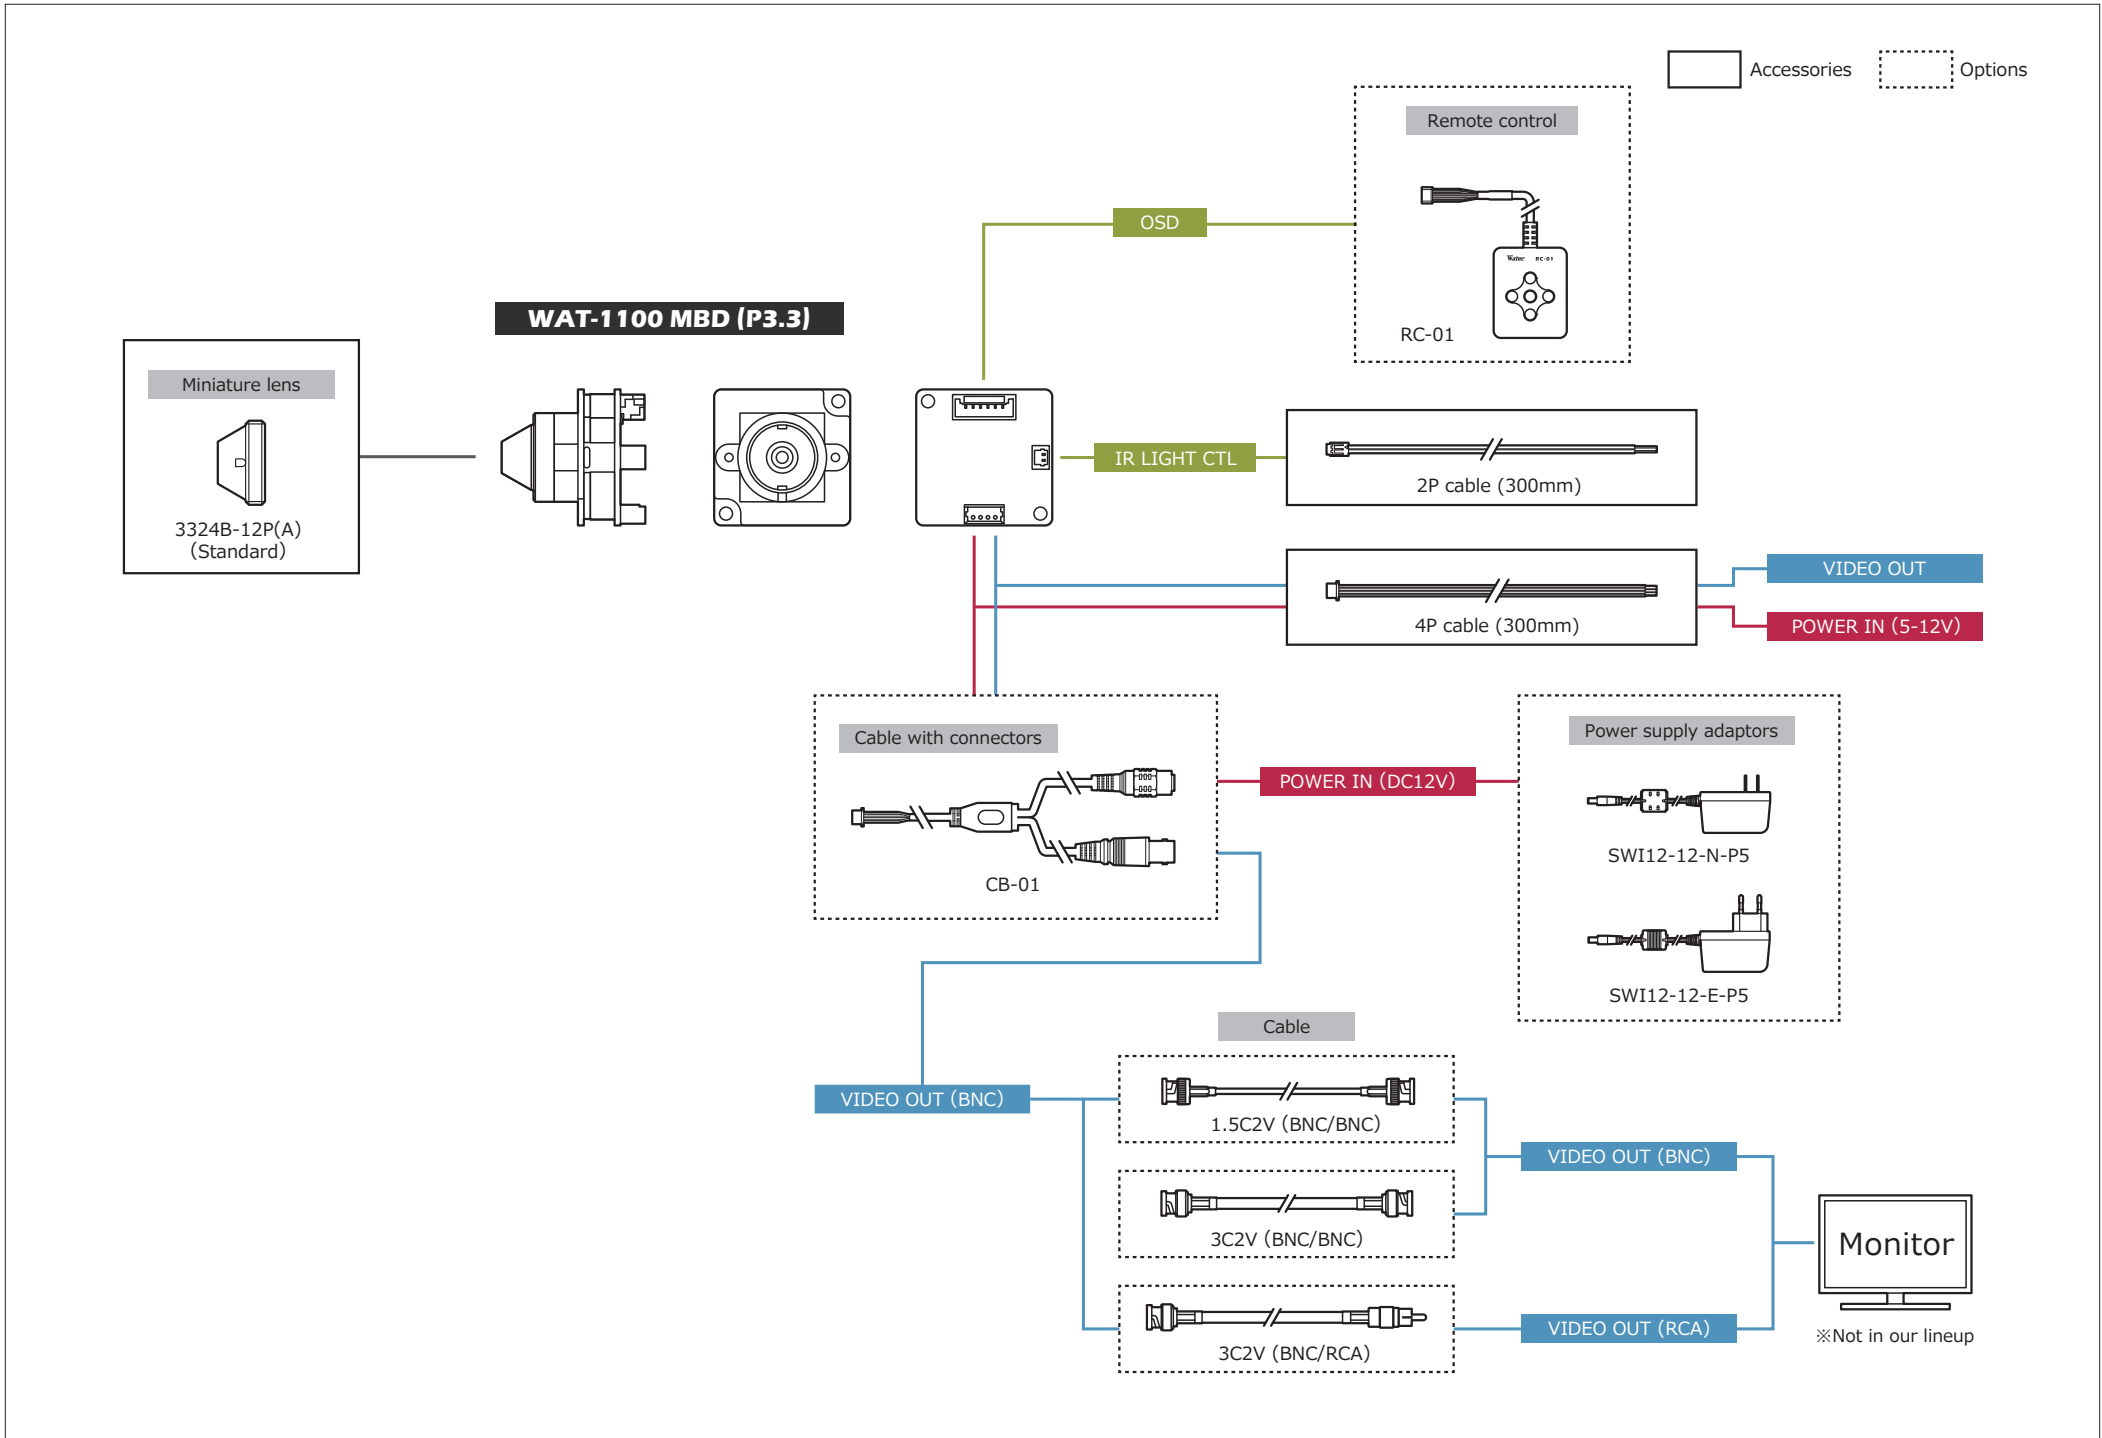 Accessories
Options
Remote control
Watec RC-01
RC-01
OSD
WAT-1100 MBD (P3.3)
Miniature lens
3324B-12P(A)
(Standard)
IR LIGHT CTL
2P cable (300mm)
4P cable (300mm)
VIDEO OUT
POWER IN (5-12V)
Cable with connectors
CB-01
POWER IN (DC12V)
Power supply adaptors
SWI12-12-N-P5
SWI12-12-E-P5
Cable
VIDEO OUT (BNC)
1.5C2V (BNC/BNC)
3C2V (BNC/BNC)
3C2V (BNC/RCA)
VIDEO OUT (BNC)
VIDEO OUT (RCA)
Monitor
※Not in our lineup